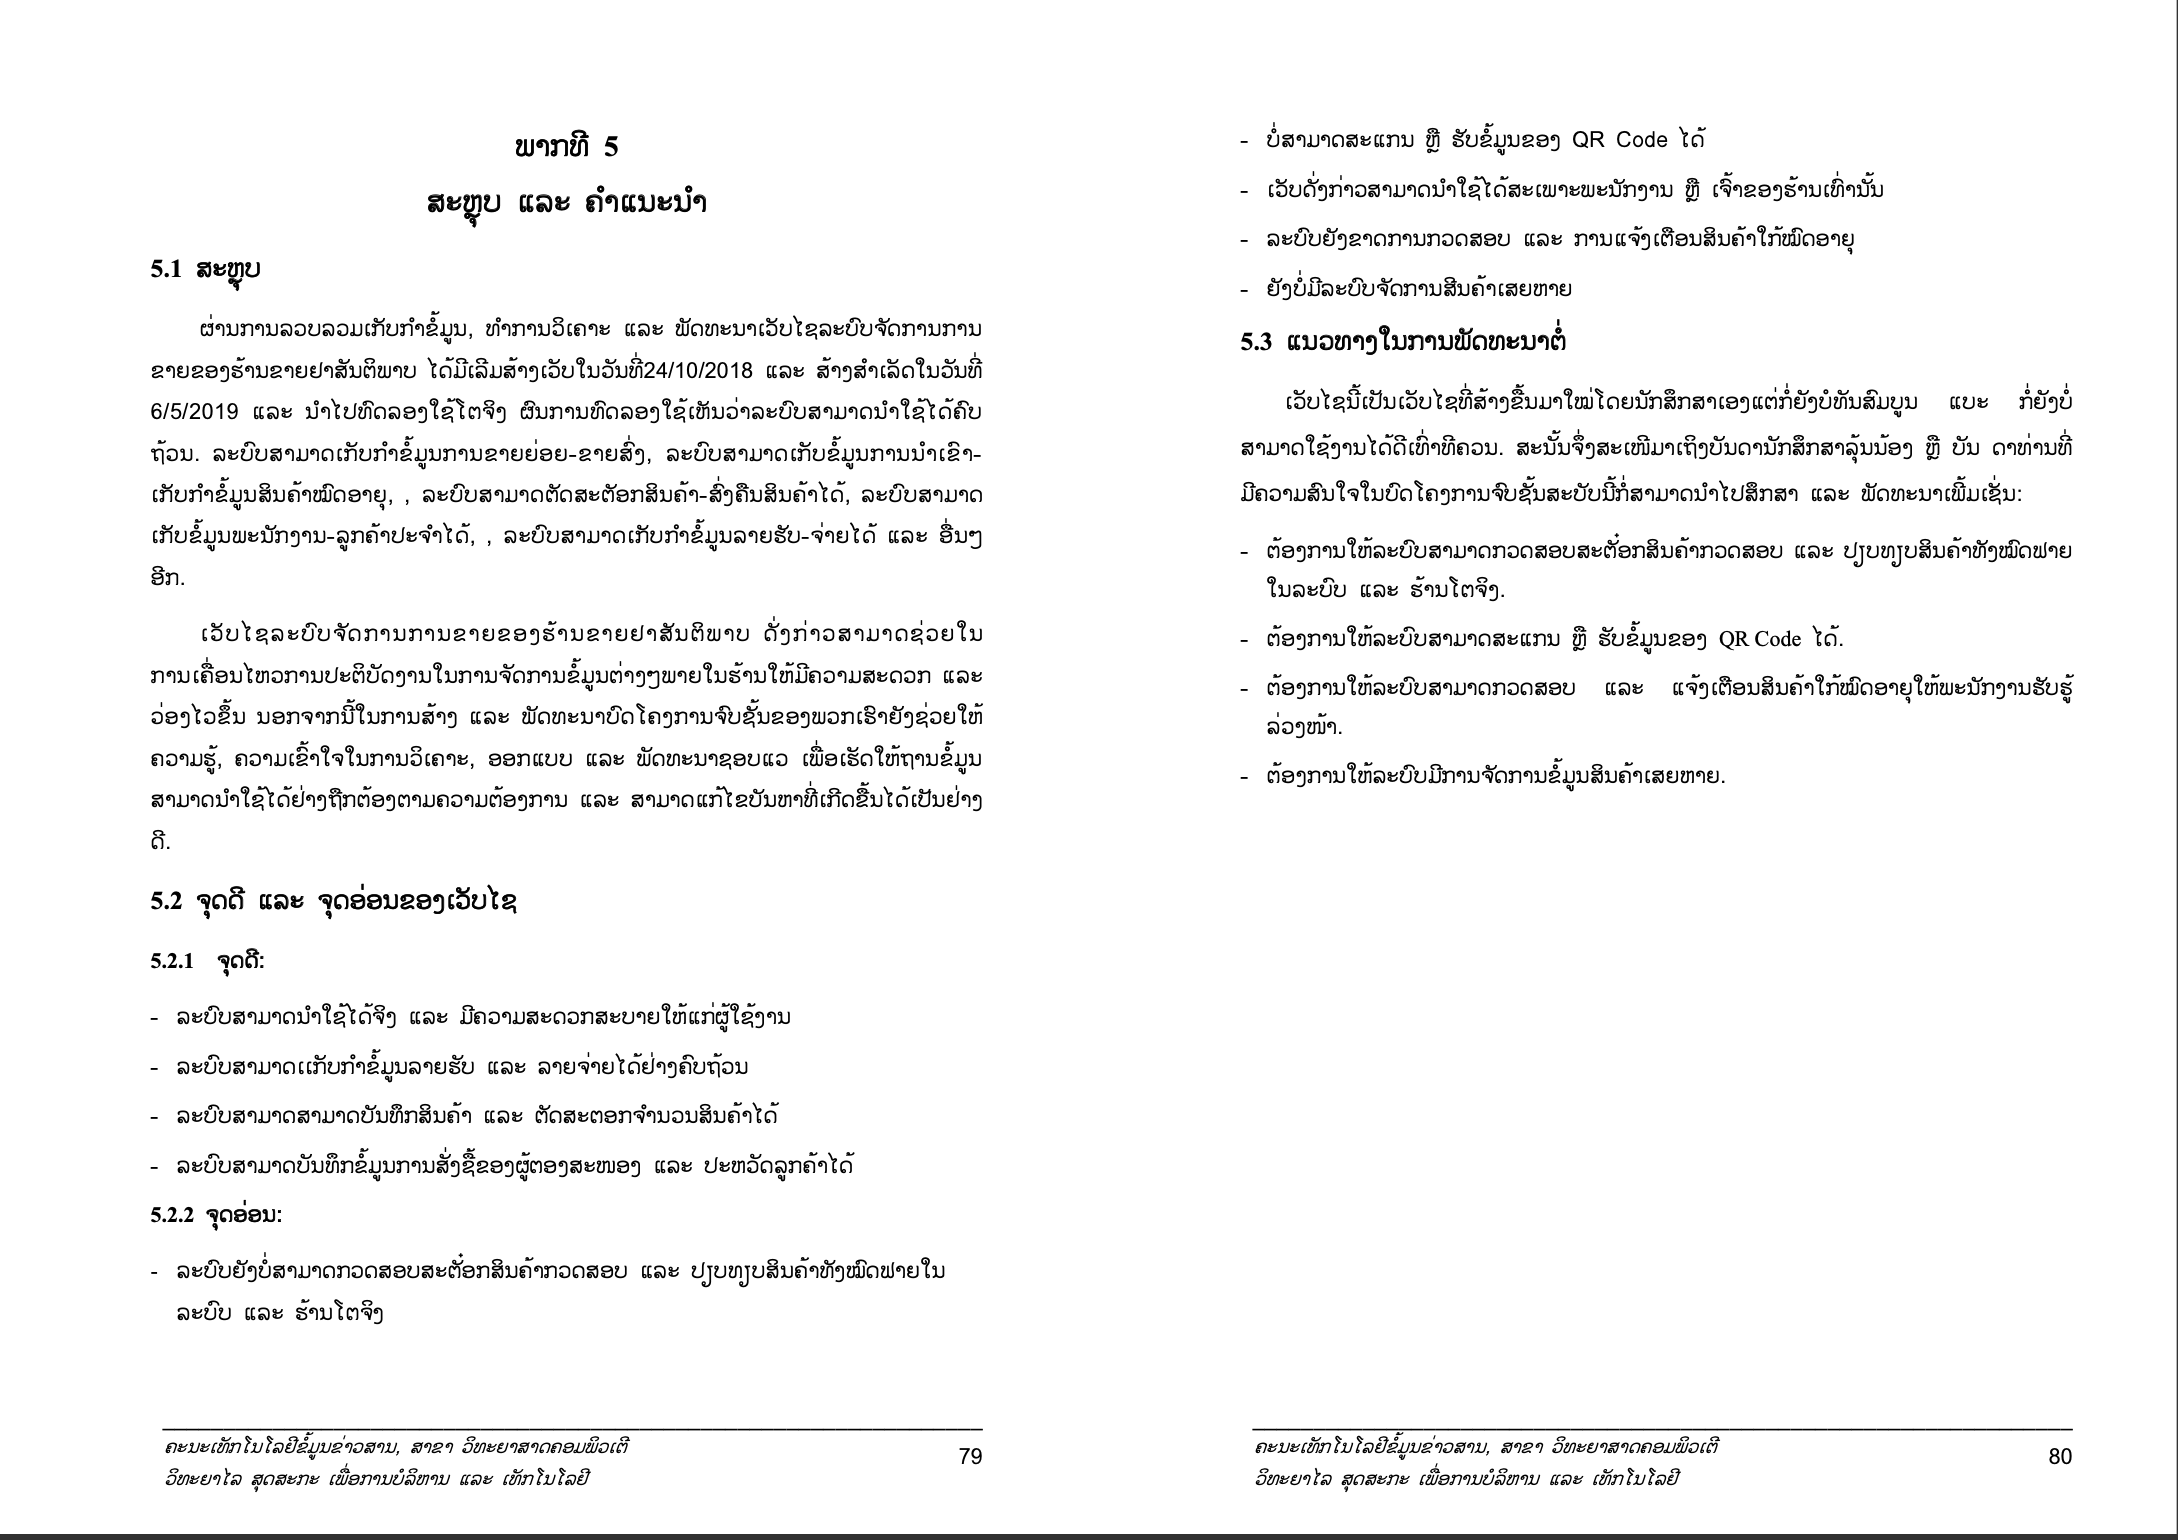 ພາກທີ 5
ສະຫຼຸບ ແລະ ຄຳແນະນຳ
5.1 ສະຫຼຸບ
ຜ່ານການລວບລວມເກັບກຳຂໍ້ມູນ, ທຳການວິເຄາະ ແລະ ພັດທະນາເວັບໄຊລະບົບຈັດການການ
ຂາຍຂອງຮ້ານຂາຍຢາສັນຕິພາບ ໄດ້ມີເລີມສ້າງເວັບໃນວັນທີ່24/10/2018 ແລະ ສ້າງສຳເລັດໃນວັນທີ່
6/5/2019 ແລະ ນຳໄປທົດລອງໃຊ້ໂຕຈິງ ຜົນການທົດລອງໃຊ້ເຫັນວ່າລະບົບສາມາດນຳໃຊ້ໄດ້ຄົບ
ຖ້ວນ. ລະບົບສາມາດເກັບກຳຂໍ້ມູນການຂາຍຍ່ອຍ-ຂາຍສົ່ງ, ລະບົບສາມາດເກັບຂໍ້ມູນການນຳເຂົາ-
ເກັບກຳຂໍ້ມູນສິນຄ້າໝົດອາຍຸ, , ລະບົບສາມາດຕັດສະຕັອກສິນຄ້າ-ສົ່ງຄືນສິນຄ້າໄດ້, ລະບົບສາມາດ
ເກັບຂໍ້ມູນພະນັກງານ-ລູກຄ້າປະຈຳໄດ້, , ລະບົບສາມາດເກັບກຳຂໍ້ມູນລາຍຮັບ-ຈ່າຍໄດ້ ແລະ ອື່ນໆ
ອີກ.
ເວັບໄຊລະບົບຈັດການການຂາຍຂອງຮ້ານຂາຍຢາສັນຕິພາບ ດັ່ງກ່າວສາມາດຊ່ວຍໃນ
ການເຄື່ອນໄຫວການປະຕິບັດງານໃນການຈັດການຂໍ້ມູນຕ່າງໆພາຍໃນຮ້ານໃຫ້ມີຄວາມສະດວກ ແລະ
ວ່ອງໄວຂຶ້ນ ນອກຈາກນີ້ໃນການສ້າງ ແລະ ພັດທະນາບົດໂຄງການຈົບຊັ້ນຂອງພວກເຮົາຍັງຊ່ວຍໃຫ້
ຄວາມຮູ້, ຄວາມເຂົ້າໃຈໃນການວິເຄາະ, ອອກແບບ ແລະ ພັດທະນາຊອບແວ ເພື່ອເຮັດໃຫ້ຖານຂໍ້ມູນ
ສາມາດນຳໃຊ້ໄດ້ຢ່າງຖືກຕ້ອງຕາມຄວາມຕ້ອງການ ແລະ ສາມາດແກ້ໄຂບັນຫາທີ່ເກີດຂຶ້ນໄດ້ເປັນຢ່າງ
ດີ.
5.2 ຈຸດດີ ແລະ ຈຸດອ່ອນຂອງເວັບໄຊ
5.2.1 ຈຸດດີ:
- ລະບົບສາມາດນຳໃຊ້ໄດ້ຈິງ ແລະ ມີຄວາມສະດວກສະບາຍໃຫ້ແກ່ຜູ້ໃຊ້ງານ
- ລະບົບສາມາດເເກັບກຳຂໍ້ມູນລາຍຮັບ ແລະ ລາຍຈ່າຍໄດ້ຢ່າງຄົບຖ້ວນ
- ລະບົບສາມາດສາມາດບັນທຶກສິນຄ້າ ແລະ ຕັດສະຕອກຈຳນວນສິນຄ້າໄດ້
- ລະບົບສາມາດບັນທຶກຂໍ້ມູນການສັ່ງຊື້ຂອງຜູ້ຕອງສະໜອງ ແລະ ປະຫວັດລູກຄ້າໄດ້
5.2.2 ຈຸດອ່ອນ:
- ລະບົບຍັງບໍ່ສາມາດກວດສອບສະຕັ໋ອກສິນຄ້າກວດສອບ ແລະ ປຽບທຽບສິນຄ້າທັງໝົດຟາຍໃນ
ລະບົບ ແລະ ຮ້ານໂຕຈິງ
ຄະນະເທັກໂນໂລຢີຂໍ້ມູນຂ່າວສານ, ສາຂາ ວິທະຍາສາດຄອມພິວເຕີ
ວິທະຍາໄລ ສຸດສະກະ ເພື່ອການບໍລິຫານ ແລະ ເທັກໂນໂລຢີ
79
- ບໍ່ສາມາດສະແກນ ຫຼື ຮັບຂໍ້ມູນຂອງ QR Code ໄດ້
- ເວັບດັ່ງກ່າວສາມາດນຳໃຊ້ໄດ້ສະເພາະພະນັກງານ ຫຼື ເຈົ້າຂອງຮ້ານເທົ່ານັ້ນ
- ລະບົບຍັງຂາດການກວດສອບ ແລະ ການແຈ້ງເຕືອນສິນຄ້າໃກ້ໝົດອາຍຸ
- ຍັງບໍ່ມີລະບົບຈັດການສີນຄ້າເສຍຫາຍ
5.3 ແນວທາງໃນການພັດທະນາຕໍ່
ເວັບໄຊນີ້ເປັນເວັບໄຊທີ່ສ້າງຂື້ນມາໃໝ່ໂດຍນັກສຶກສາເອງແຕ່ກໍ່ຍັງບໍທັນສົມບູນ ແບະ ກໍ່ຍັງບໍ່
ສາມາດໃຊ້ງານໄດ້ດີເທົ່າທີຄວນ. ສະນັ້ນຈຶ່ງສະເໜີມາເຖິງບັນດານັກສຶກສາລຸ້ນນ້ອງ ຫຼື ບັນ ດາທ່ານທີ່
ມີຄວາມສົນໃຈໃນບົດໂຄງການຈົບຊັ້ນສະບັບນີ້ກໍ່ສາມາດນຳໄປສຶກສາ ແລະ ພັດທະນາເພີ້ມເຊັ່ນ:
- ຕ້ອງການໃຫ້ລະບົບສາມາດກວດສອບສະຕັ໋ອກສິນຄ້າກວດສອບ ແລະ ປຽບທຽບສິນຄ້າທັງໝົດຟາຍ
ໃນລະບົບ ແລະ ຮ້ານໂຕຈິງ.
- ຕ້ອງການໃຫ້ລະບົບສາມາດສະແກນ ຫຼື ຮັບຂໍ້ມູນຂອງ QR Code ໄດ້.
- ຕ້ອງການໃຫ້ລະບົບສາມາດກວດສອບ ແລະ ແຈ້ງເຕືອນສິນຄ້າໃກ້ໝົດອາຍຸໃຫ້ພະນັກງານຮັບຮູ້
ລ່ວງໜ້າ.
- ຕ້ອງການໃຫ້ລະບົບມີການຈັດການຂໍ້ມູນສິນຄ້າເສຍຫາຍ.
ຄະນະເທັກໂນໂລຢີຂໍ້ມູນຂ່າວສານ, ສາຂາ ວິທະຍາສາດຄອມພິວເຕີ
ວິທະຍາໄລ ສຸດສະກະ ເພື່ອການບໍລິຫານ ແລະ ເທັກໂນໂລຢີ
80